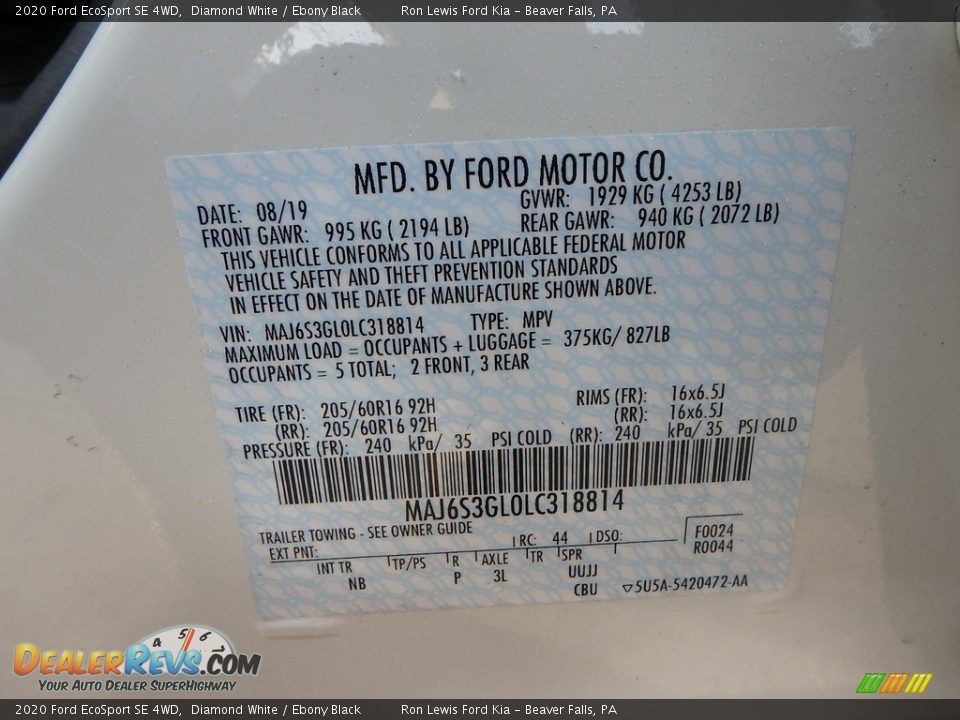 2020 Ford EcoSport SE 4WD, Diamond White / Ebony Black Ron Lewis Ford Kia - Beaver Falls, PA
MFD. BY FORD MOTOR CO.
DATE: 08/19 GVWR: 1929 KG ( 4253 LB)
FRONT GAWR: 995 KG ( 2194 LB) REAR GAWR: 940 KG ( 2072 LB)
THIS VEHICLE CONFORMS TO ALL APPLICABLE FEDERAL MOTOR
VEHICLE SAFETY AND THEFT PREVENTION STANDARDS
IN EFFECT ON THE DATE OF MANUFACTURE SHOWN ABOVE.
VIN: MAJ6S3GL0LC318814 TYPE: MPV
MAXIMUM LOAD = OCCUPANTS + LUGGAGE = 375KG/ 827LB
OCCUPANTS = 5 TOTAL; 2 FRONT, 3 REAR
TIRE (FR): 205/60R16 92H RIMS (FR): 16x6.5J
(RR): 205/60R16 92H (RR): 16x6.5J
PRESSURE (FR): 240 kPa/ 35 PSI COLD (RR): 240 kPa/ 35 PSI COLD
MAJ6S3GL0LC318814
TRAILER TOWING - SEE OWNER GUIDE
EXT PNT: RC: 44 DSO: F0024
R0044
INT TR TP/PS R AXLE TR SPR
NB P 3L UUJJ
CBU ▽5U5A-5420472-AA
4 5 6 7
DealerRevs.com
Your Auto Dealer SuperHighway
2020 Ford EcoSport SE 4WD, Diamond White / Ebony Black Ron Lewis Ford Kia - Beaver Falls, PA